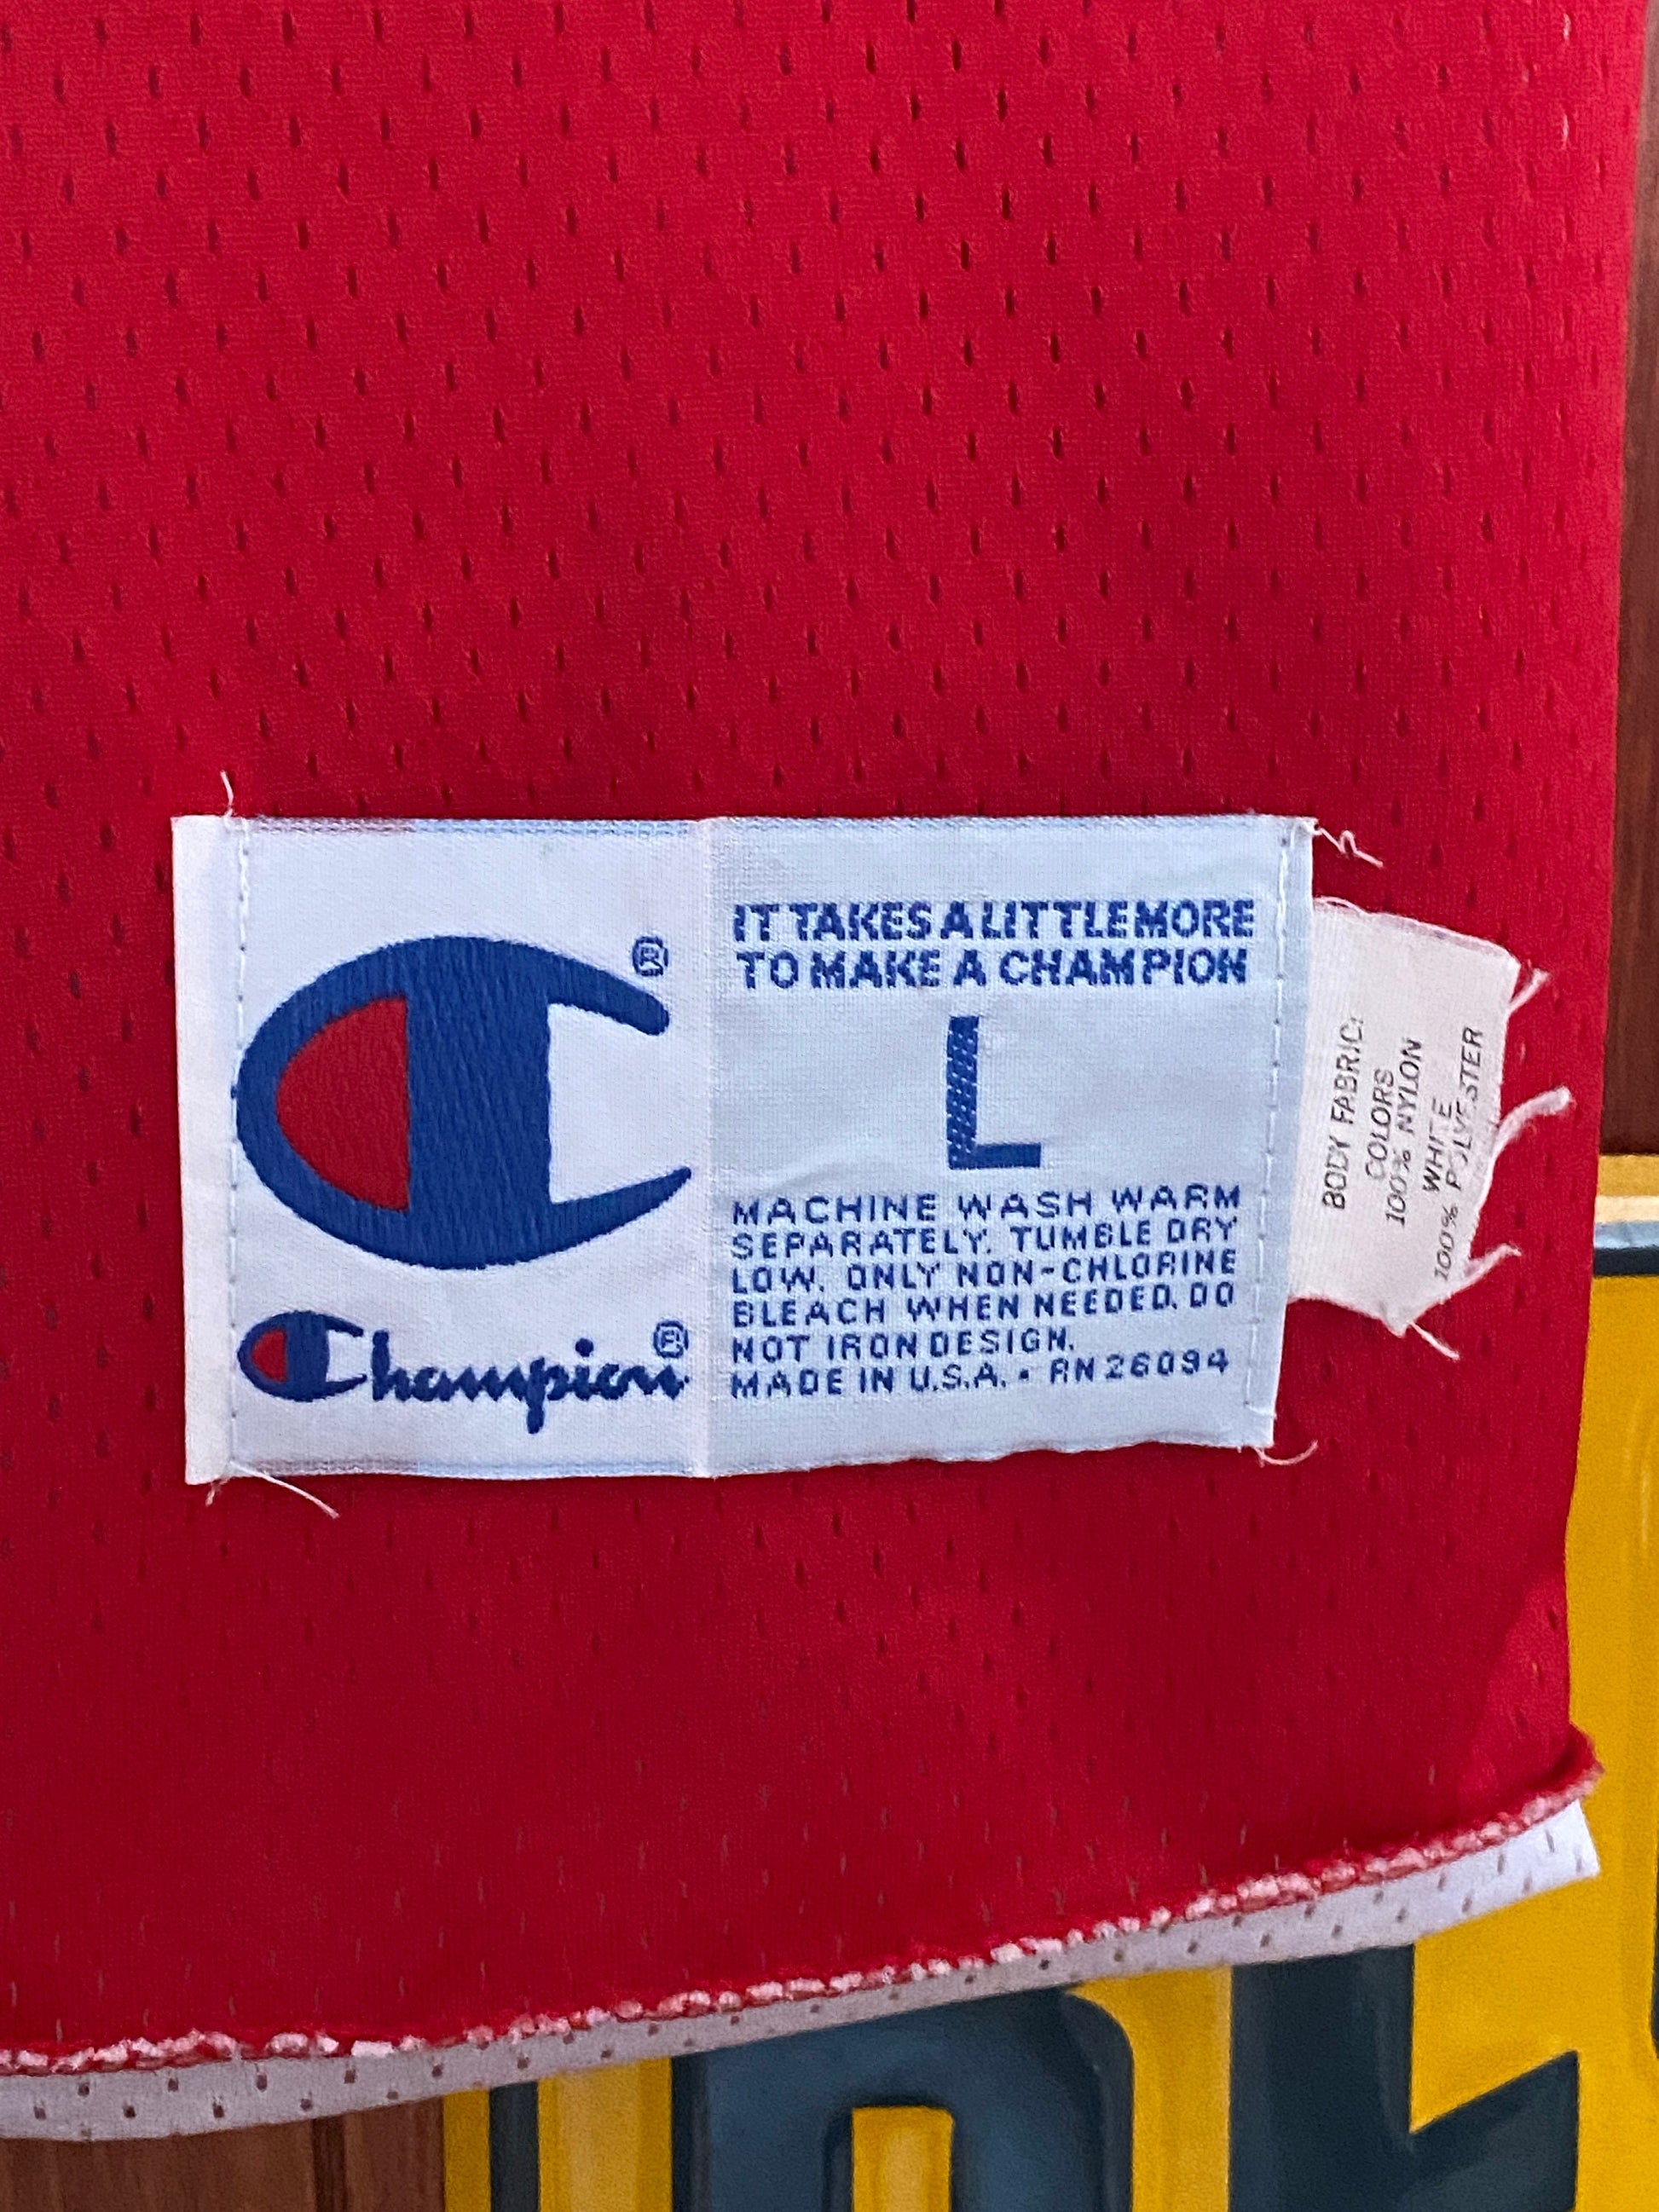 ®
Champion®
IT TAKES A LITTLE MORE
TO MAKE A CHAMPION
L
MACHINE WASH WARM
SEPARATELY. TUMBLE DRY
LOW. ONLY NON-CHLORINE
BLEACH WHEN NEEDED. DO
NOT IRON DESIGN.
MADE IN U.S.A. • RN 26094
BODY FABRIC:
COLORS
100% NYLON
WHITE
100% POLYESTER